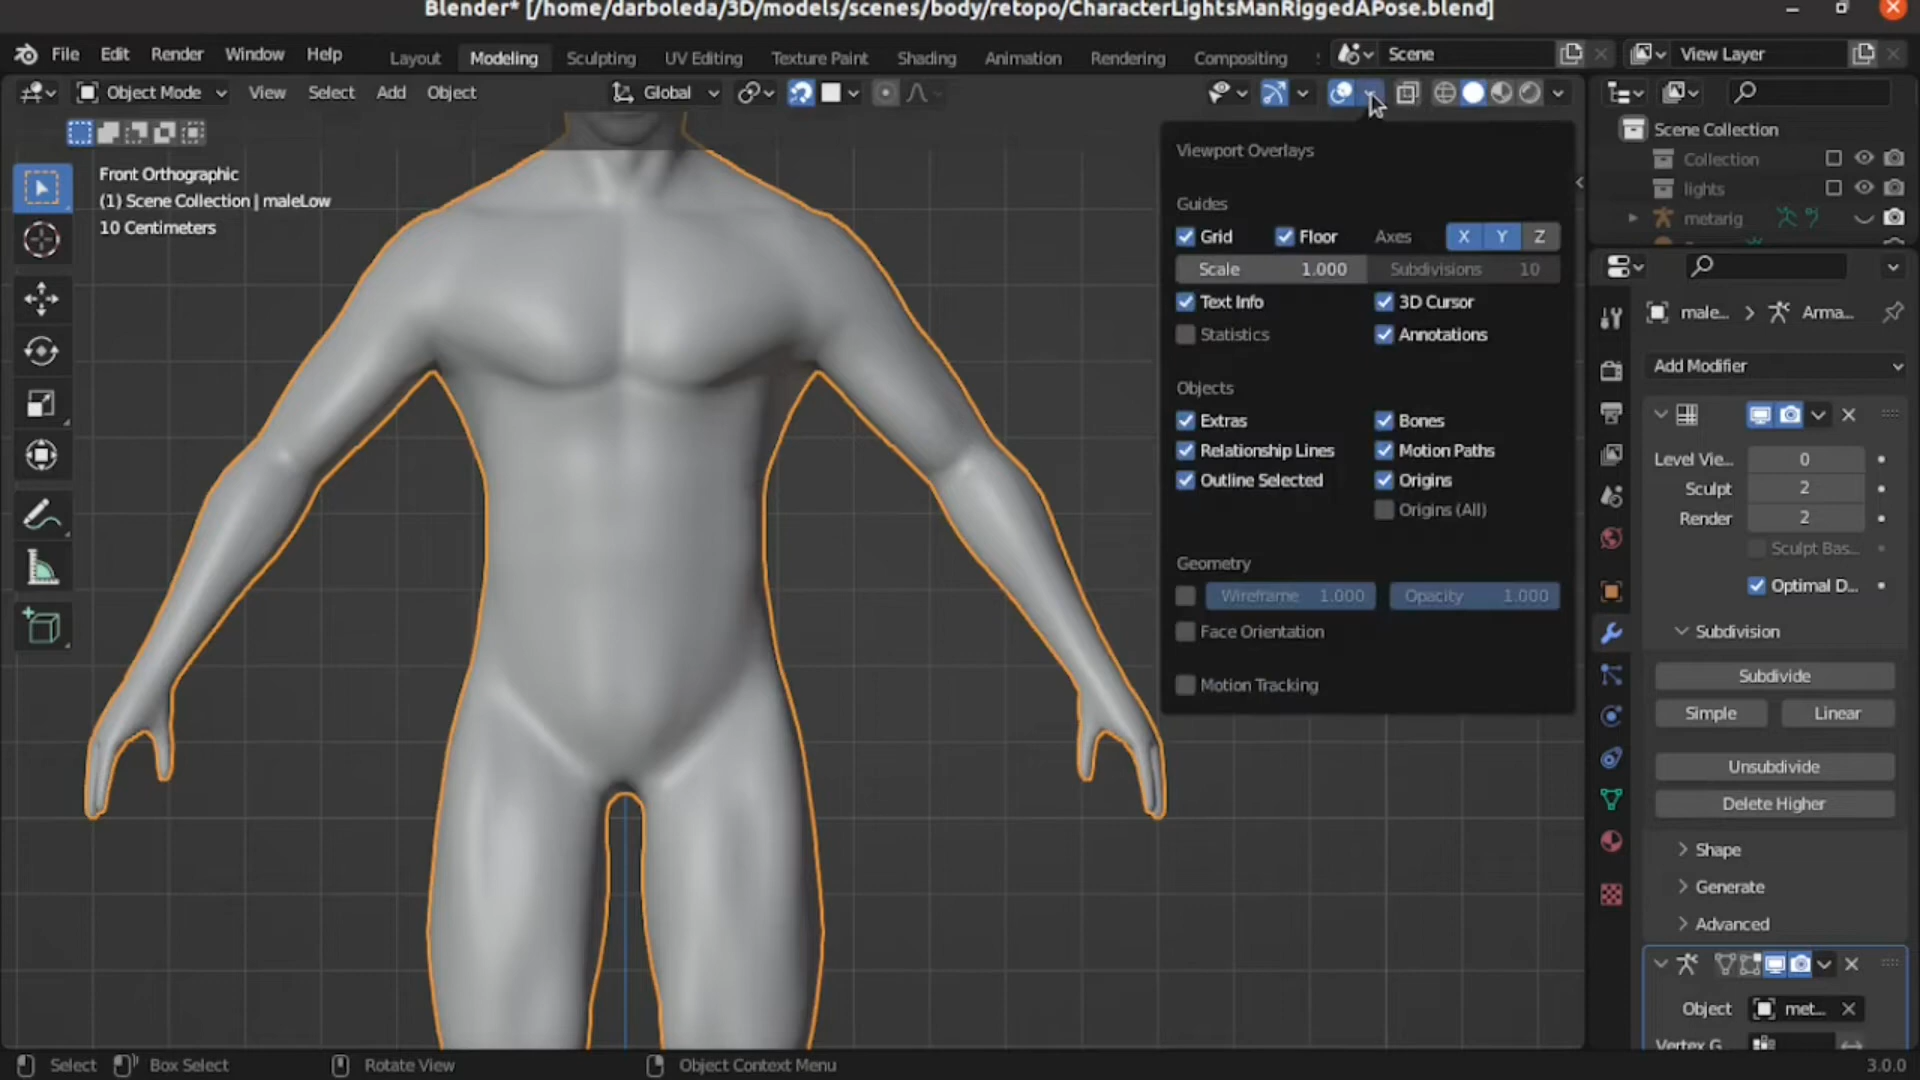 Blender* [/home/darboleda/3D/models/scenes/body/retopo/CharacterLightsManRiggedAPose.blend]
File Edit Render Window Help
Layout Modeling Sculpting UV Editing Texture Paint Shading Animation Rendering Compositing
Scene
View Layer
Object Mode View Select Add Object
Global
Front Orthographic
(1) Scene Collection | maleLow
10 Centimeters
Viewport Overlays
Guides
Grid Floor Axes X Y Z
Scale 1.000 Subdivisions 10
Text Info 3D Cursor
Statistics Annotations
Objects
Extras Bones
Relationship Lines Motion Paths
Outline Selected Origins
Origins (All)
Geometry
Wireframe 1.000 Opacity 1.000
Face Orientation
Motion Tracking
Scene Collection
Collection
lights
metarig
male... Arma...
Add Modifier
Level Vie... 0
Sculpt 2
Render 2
Sculpt Bas...
Optimal D...
Subdivision
Subdivide
Simple Linear
Unsubdivide
Delete Higher
Shape
Generate
Advanced
Object met...
Vertex G
Select Box Select Rotate View Object Context Menu 3.0.0